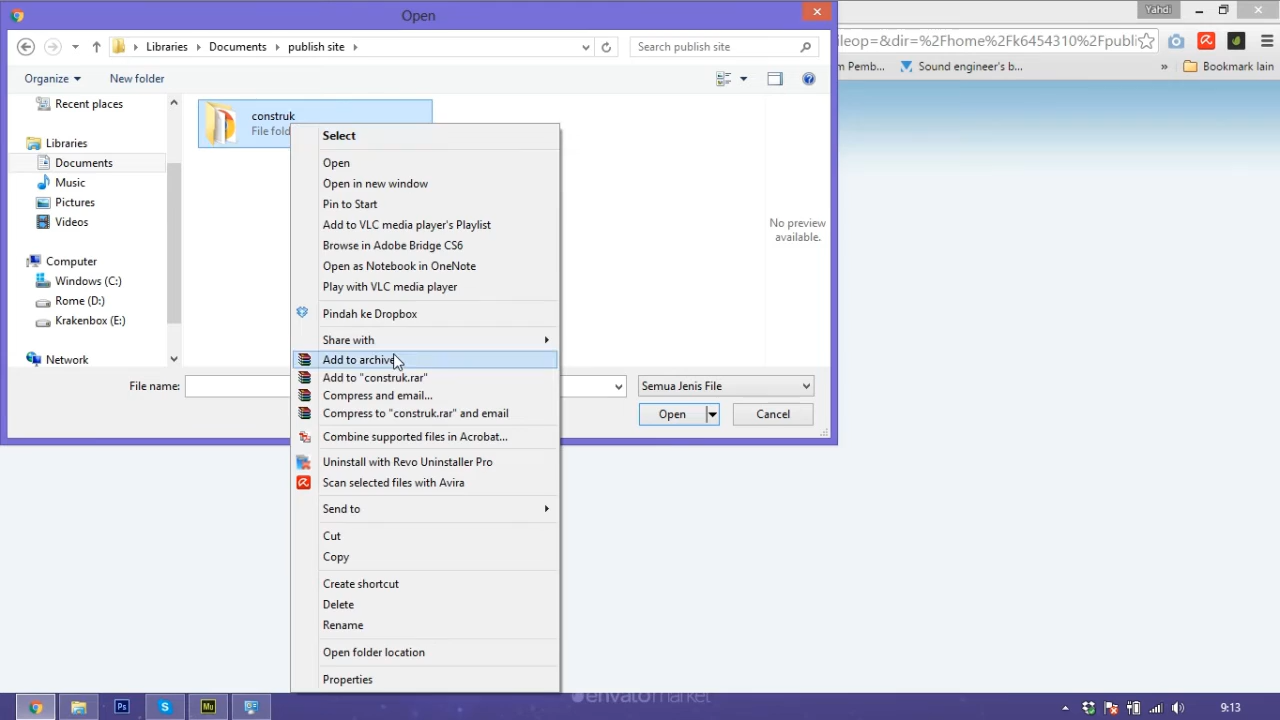 Open
Yahdi
Libraries Documents publish site
Search publish site
ileop=&dir=%2Fhome%2Fk6454310%2Fpubli
Organize
New folder
m Pemb...
Sound engineer's b...
»
Bookmark lain
Recent places
Libraries
Documents
Music
Pictures
Videos
Computer
Windows (C:)
Rome (D:)
Krakenbox (E:)
Network
construk
File fold
No preview
available.
Select
Open
Open in new window
Pin to Start
Add to VLC media player's Playlist
Browse in Adobe Bridge CS6
Open as Notebook in OneNote
Play with VLC media player
Pindah ke Dropbox
Share with
Add to archive
Add to "construk.rar"
Compress and email...
Compress to "construk.rar" and email
Combine supported files in Acrobat...
Uninstall with Revo Uninstaller Pro
Scan selected files with Avira
Send to
Cut
Copy
Create shortcut
Delete
Rename
Open folder location
Properties
File name:
Semua Jenis File
Open
Cancel
Ps
S
Mu
envatomarket
9:13